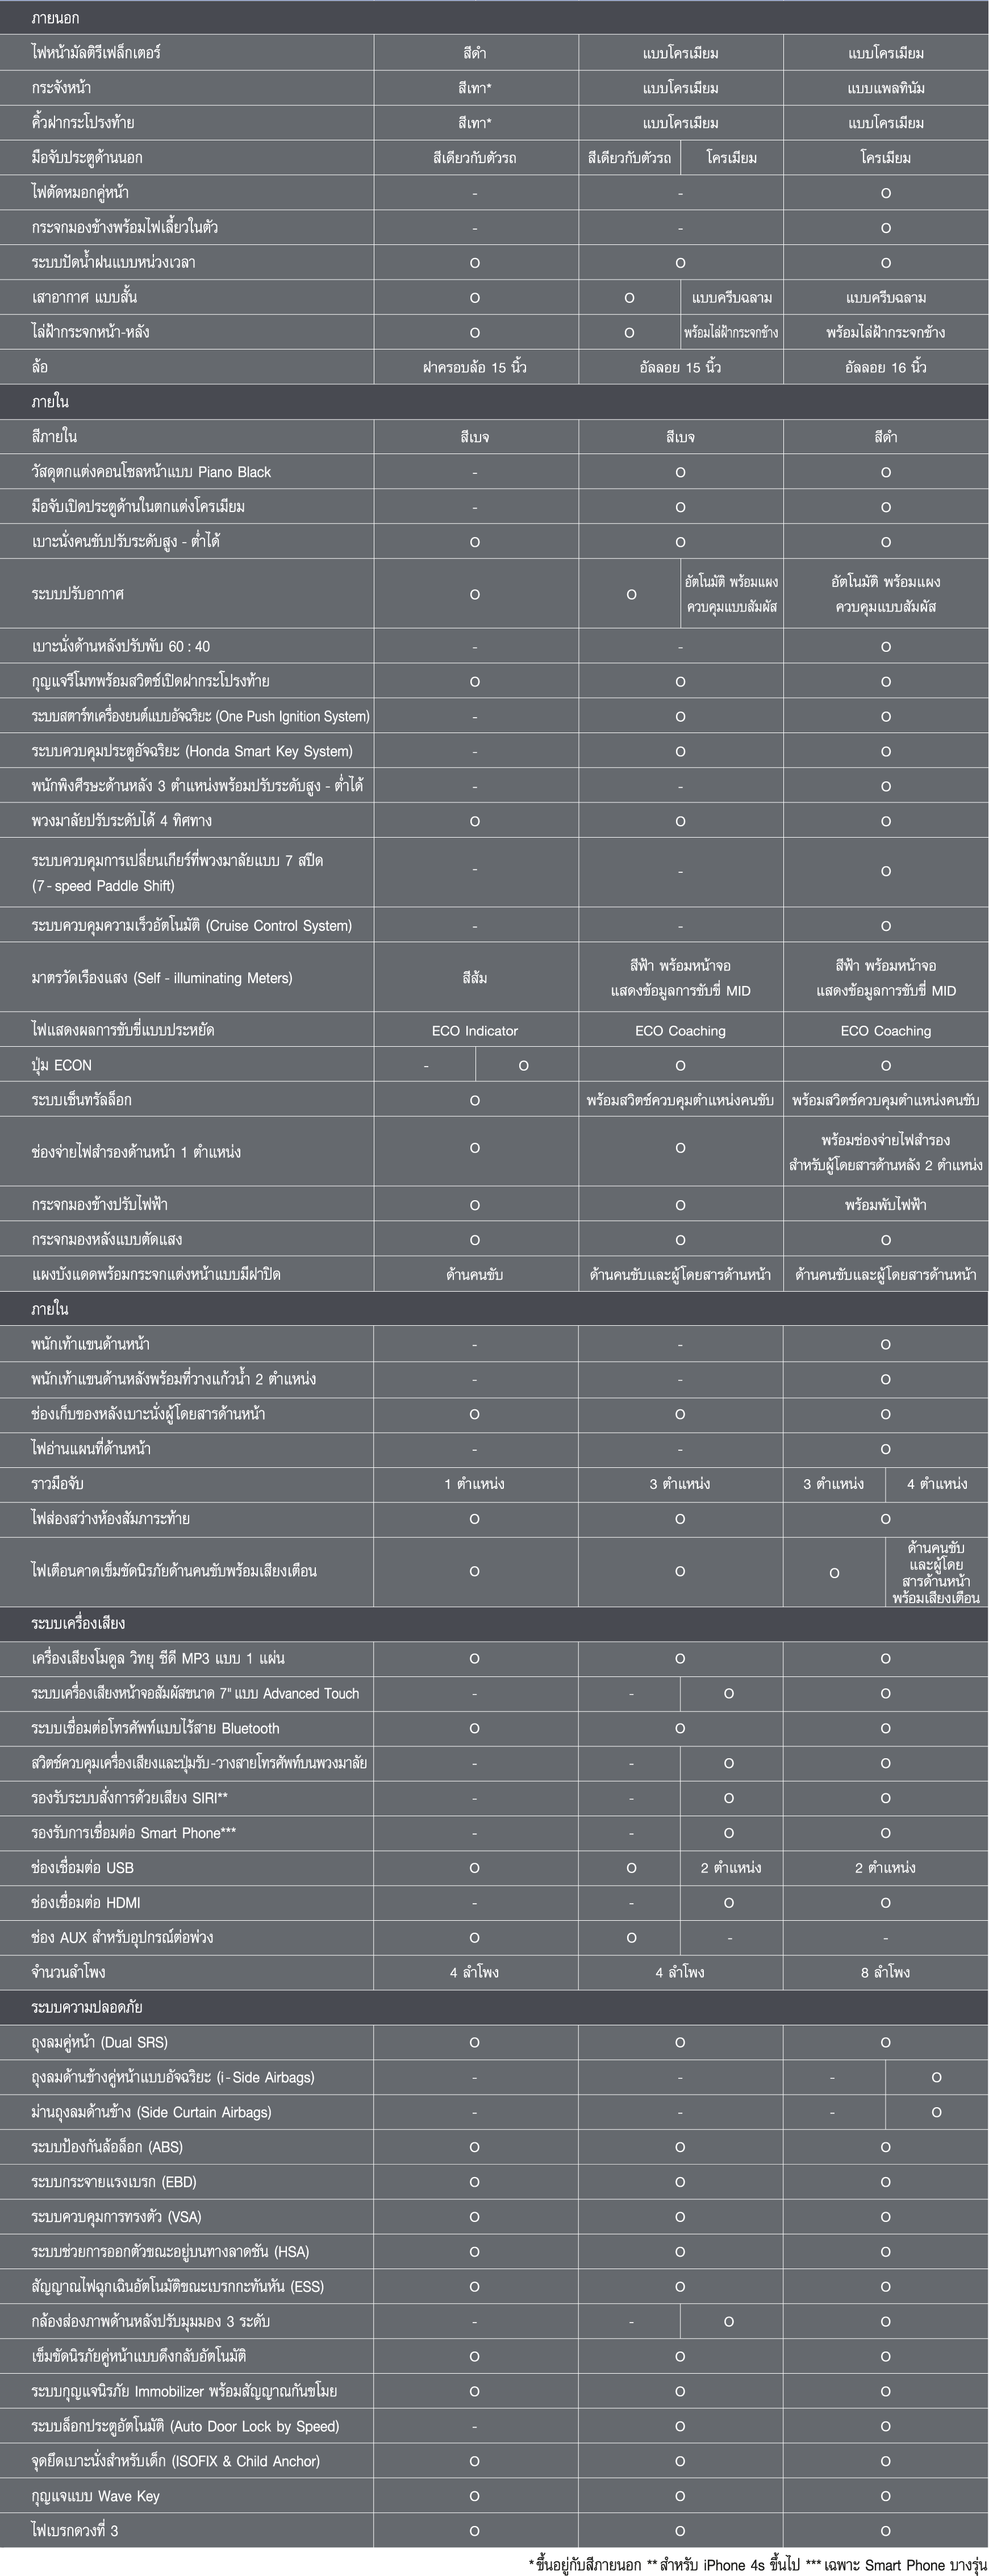 ภายนอก
ไฟหน้ามัลติรีเฟล็กเตอร์ สีดำ แบบโครเมียม แบบโครเมียม
กระจังหน้า สีเทา* แบบโครเมียม แบบแพลทินัม
คิ้วฝากระโปรงท้าย สีเทา* แบบโครเมียม แบบโครเมียม
มือจับประตูด้านนอก สีเดียวกับตัวรถ สีเดียวกับตัวรถ โครเมียม โครเมียม
ไฟตัดหมอกคู่หน้า - - O
กระจกมองข้างพร้อมไฟเลี้ยวในตัว - - O
ระบบปัดน้ำฝนแบบหน่วงเวลา O O O
เสาอากาศ แบบสั้น O O แบบครีบฉลาม แบบครีบฉลาม
ไล่ฝ้ากระจกหน้า-หลัง O O พร้อมไล่ฝ้ากระจกข้าง พร้อมไล่ฝ้ากระจกข้าง
ล้อ ฝาครอบล้อ 15 นิ้ว อัลลอย 15 นิ้ว อัลลอย 16 นิ้ว
ภายใน
สีภายใน สีเบจ สีเบจ สีดำ
วัสดุตกแต่งคอนโซลหน้าแบบ Piano Black - O O
มือจับเปิดประตูด้านในตกแต่งโครเมียม - O O
เบาะนั่งคนขับปรับระดับสูง - ต่ำได้ O O O
ระบบปรับอากาศ O O อัตโนมัติ พร้อมแผง อัตโนมัติ พร้อมแผง
ควบคุมแบบสัมผัส ควบคุมแบบสัมผัส
เบาะนั่งด้านหลังปรับพับ 60 : 40 - - O
กุญแจรีโมทพร้อมสวิตช์เปิดฝากระโปรงท้าย O O O
ระบบสตาร์ทเครื่องยนต์แบบอัจฉริยะ (One Push Ignition System) - O O
ระบบควบคุมประตูอัจฉริยะ (Honda Smart Key System) - O O
พนักพิงศีรษะด้านหลัง 3 ตำแหน่งพร้อมปรับระดับสูง - ต่ำได้ - - O
พวงมาลัยปรับระดับได้ 4 ทิศทาง O O O
ระบบควบคุมการเปลี่ยนเกียร์ที่พวงมาลัยแบบ 7 สปีด
(7 - speed Paddle Shift) - - O
ระบบควบคุมความเร็วอัตโนมัติ (Cruise Control System) - - O
มาตรวัดเรืองแสง (Self - illuminating Meters) สีส้ม สีฟ้า พร้อมหน้าจอ สีฟ้า พร้อมหน้าจอ
แสดงข้อมูลการขับขี่ MID แสดงข้อมูลการขับขี่ MID
ไฟแสดงผลการขับขี่แบบประหยัด ECO Indicator ECO Coaching ECO Coaching
ปุ่ม ECON - O O O
ระบบเซ็นทรัลล็อก O พร้อมสวิตช์ควบคุมตำแหน่งคนขับ พร้อมสวิตช์ควบคุมตำแหน่งคนขับ
ช่องจ่ายไฟสำรองด้านหน้า 1 ตำแหน่ง O O พร้อมช่องจ่ายไฟสำรอง
สำหรับผู้โดยสารด้านหลัง 2 ตำแหน่ง
กระจกมองข้างปรับไฟฟ้า O O พร้อมพับไฟฟ้า
กระจกมองหลังแบบตัดแสง O O O
แผงบังแดดพร้อมกระจกแต่งหน้าแบบมีฝาปิด ด้านคนขับ ด้านคนขับและผู้โดยสารด้านหน้า ด้านคนขับและผู้โดยสารด้านหน้า
ภายใน
พนักเท้าแขนด้านหน้า - - O
พนักเท้าแขนด้านหลังพร้อมที่วางแก้วน้ำ 2 ตำแหน่ง - - O
ช่องเก็บของหลังเบาะนั่งผู้โดยสารด้านหน้า O O O
ไฟอ่านแผนที่ด้านหน้า - - O
ราวมือจับ 1 ตำแหน่ง 3 ตำแหน่ง 3 ตำแหน่ง 4 ตำแหน่ง
ไฟส่องสว่างห้องสัมภาระท้าย O O O
ไฟเตือนคาดเข็มขัดนิรภัยด้านคนขับพร้อมเสียงเตือน O O O ด้านคนขับ
และผู้โดย
สารด้านหน้า
พร้อมเสียงเตือน
ระบบเครื่องเสียง
เครื่องเสียงโมดูล วิทยุ ซีดี MP3 แบบ 1 แผ่น O O O
ระบบเครื่องเสียงหน้าจอสัมผัสขนาด 7" แบบ Advanced Touch - - O O
ระบบเชื่อมต่อโทรศัพท์แบบไร้สาย Bluetooth O O O
สวิตช์ควบคุมเครื่องเสียงและปุ่มรับ-วางสายโทรศัพท์บนพวงมาลัย - - O O
รองรับระบบสั่งการด้วยเสียง SIRI** - - O O
รองรับการเชื่อมต่อ Smart Phone*** - - O O
ช่องเชื่อมต่อ USB O O 2 ตำแหน่ง 2 ตำแหน่ง
ช่องเชื่อมต่อ HDMI - - O O
ช่อง AUX สำหรับอุปกรณ์ต่อพ่วง O O - -
จำนวนลำโพง 4 ลำโพง 4 ลำโพง 8 ลำโพง
ระบบความปลอดภัย
ถุงลมคู่หน้า (Dual SRS) O O O
ถุงลมด้านข้างคู่หน้าแบบอัจฉริยะ (i - Side Airbags) - - - O
ม่านถุงลมด้านข้าง (Side Curtain Airbags) - - - O
ระบบป้องกันล้อล็อก (ABS) O O O
ระบบกระจายแรงเบรก (EBD) O O O
ระบบควบคุมการทรงตัว (VSA) O O O
ระบบช่วยการออกตัวขณะอยู่บนทางลาดชัน (HSA) O O O
สัญญาณไฟฉุกเฉินอัตโนมัติขณะเบรกกะทันหัน (ESS) O O O
กล้องส่องภาพด้านหลังปรับมุมมอง 3 ระดับ - - O O
เข็มขัดนิรภัยคู่หน้าแบบดึงกลับอัตโนมัติ O O O
ระบบกุญแจนิรภัย Immobilizer พร้อมสัญญาณกันขโมย O O O
ระบบล็อกประตูอัตโนมัติ (Auto Door Lock by Speed) - O O
จุดยึดเบาะนั่งสำหรับเด็ก (ISOFIX & Child Anchor) O O O
กุญแจแบบ Wave Key O O O
ไฟเบรกดวงที่ 3 O O O
* ขึ้นอยู่กับสีภายนอก ** สำหรับ iPhone 4s ขึ้นไป *** เฉพาะ Smart Phone บางรุ่น